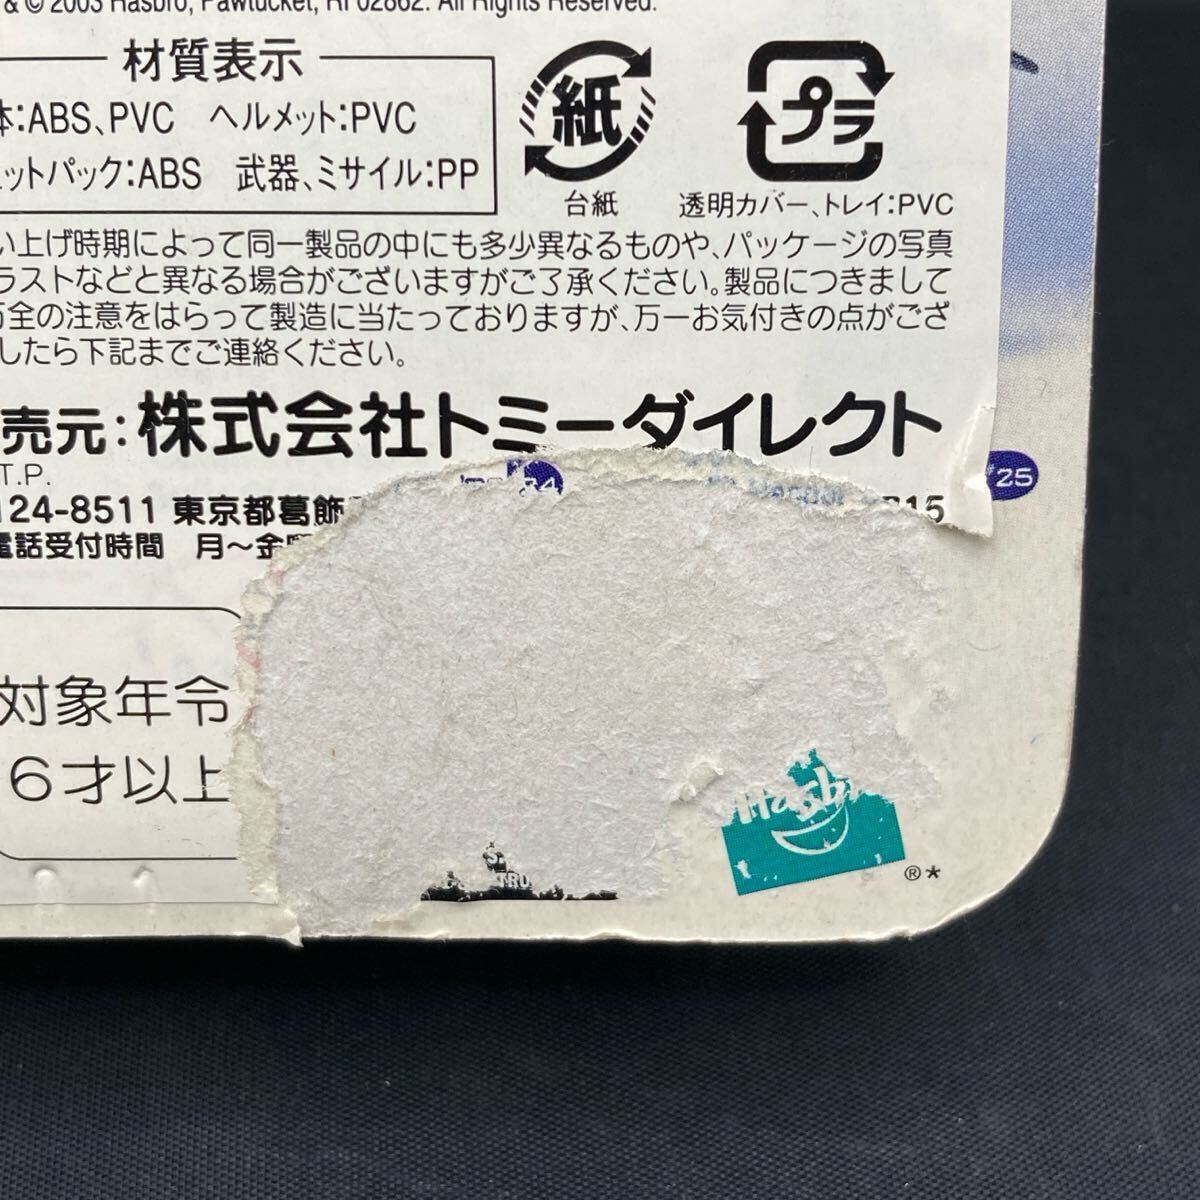 & © 2003 Hasbro, Pawtucket, RI 02862. All Rights Reserved.
材質表示
体:ABS、PVC ヘルメット:PVC
ェットパック:ABS 武器、ミサイル:PP
紙
台紙
プラ
透明カバー、トレイ:PVC
い上げ時期によって同一製品の中にも多少異なるものや、パッケージの写真
ラストなどと異なる場合がございますがご了承ください。製品につきまして
万全の注意をはらって製造に当たっておりますが、万一お気付きの点がござ
したら下記までご連絡ください。
売元:株式会社トミーダイレクト
T.P.
124-8511 東京都葛飾
315
電話受付時間 月～金曜
#25
対象年令
6才以上
Hasbr
®*